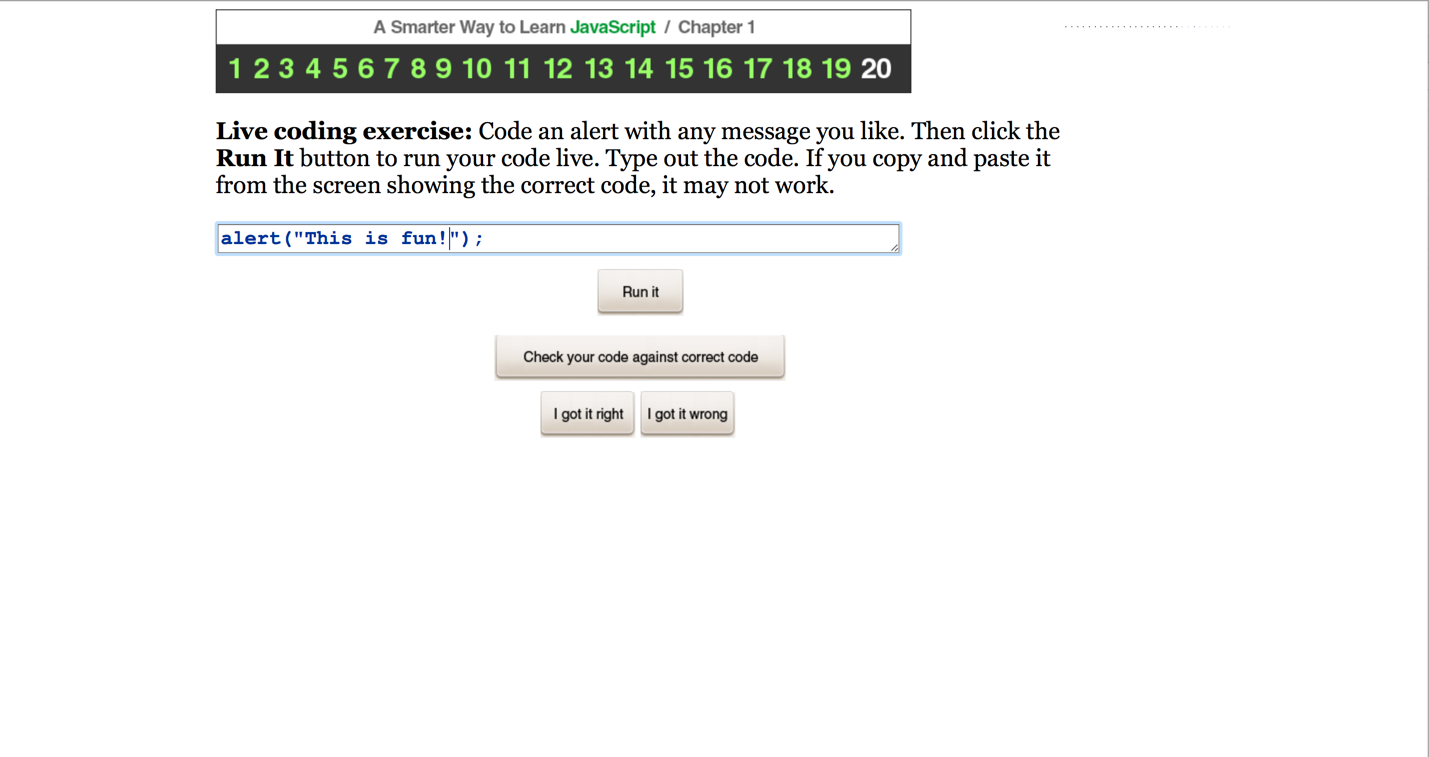 A Smarter Way to Learn JavaScript / Chapter 1
1 2 3 4 5 6 7 8 9 10 11 12 13 14 15 16 17 18 19 20
Live coding exercise: Code an alert with any message you like. Then click the
Run It button to run your code live. Type out the code. If you copy and paste it
from the screen showing the correct code, it may not work.
alert("This is fun!");
Run it
Check your code against correct code
I got it right I got it wrong